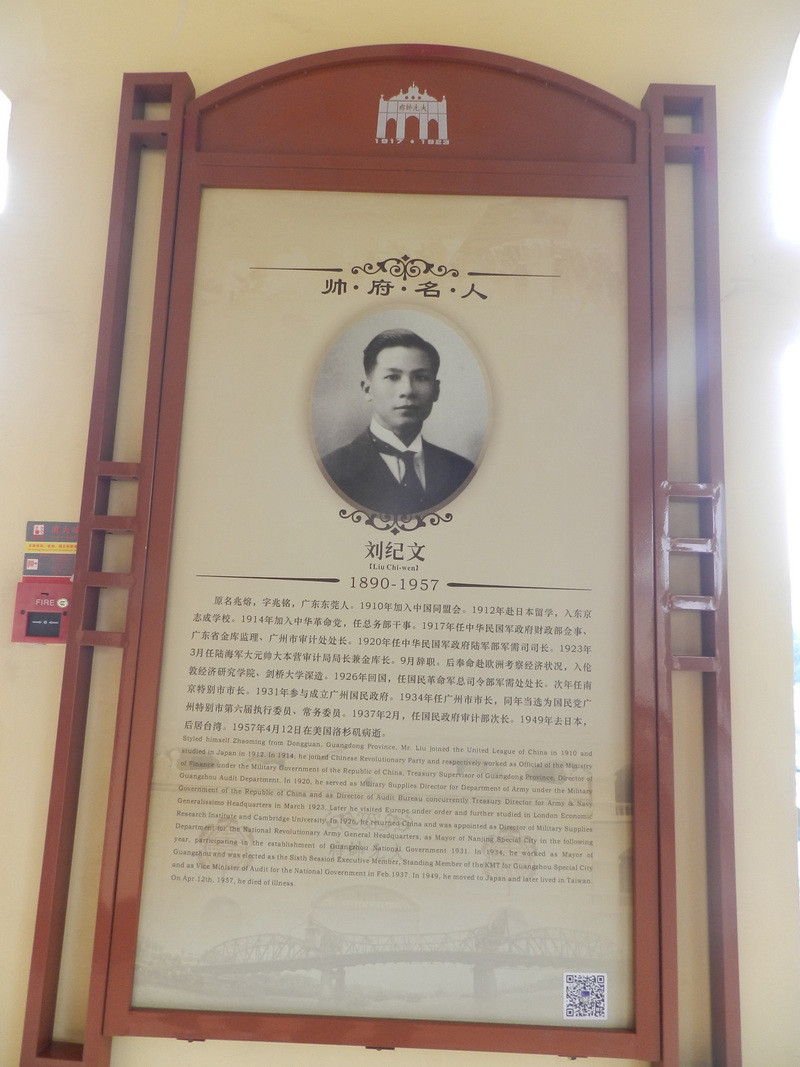 大元帥府
1917 • 1923
帅·府·名·人
刘纪文
【Liu Chi-wen】
1890-1957
原名兆熔，字兆铭，广东东莞人。1910年加入中国同盟会。1912年赴日本留学，入东京
志成学校。1914年加入中华革命党，任总务部干事。1917年任中华民国军政府财政部佥事、
广东省金库监理、广州市审计处处长。1920年任中华民国军政府陆军部军需司司长。1923年
3月任陆海军大元帅大本营审计局局长兼金库长。9月辞职。后奉命赴欧洲考察经济状况，入伦
敦经济研究学院、剑桥大学深造。1926年回国，任国民革命军总司令部军需处处长。次年任南
京特别市市长。1931年参与成立广州国民政府。1934年任广州市市长，同年当选为国民党广
州特别市第六届执行委员、常务委员。1937年2月，任国民政府审计部次长。1949年去日本，
后居台湾。1957年4月12日在美国洛杉矶病逝。
Styled himself Zhaoming from Dongguan, Guangdong Province, Mr. Liu joined the United League of China in 1910 and
studied in Japan in 1912. In 1914, he joined Chinese Revolutionary Party and respectively worked as Official of the Ministry
of Finance under the Military Government of the Republic of China, Treasury Supervisor of Guangdong Province, Director of
Guangzhou Audit Department. In 1920, he served as Military Supplies Director for Department of Army under the Military
Government of the Republic of China and as Director of Audit Bureau concurrently Treasury Director for Army & Navy
Generalissmo Headquarters in March 1923. Later he visited Europe under order and further studied in London Economic
Research Institute and Cambridge University. In 1926, he returned China and was appointed as Director of Military Supplies
Department for the National Revolutionary Army General Headquarters, as Mayor of Nanjing Special City in the following
year, participating in the establishment of Guangzhou National Government 1931. In 1934, he worked as Mayor of
Guangzhou and was elected as the Sixth Session Executive Member, Standing Member of the KMT for Guangzhou Special City
and as Vice Minister of Audit for the National Government in Feb.1937. In 1949, he moved to Japan and later lived in Taiwan.
On Apr.12th, 1957, he died of illness.
FIRE